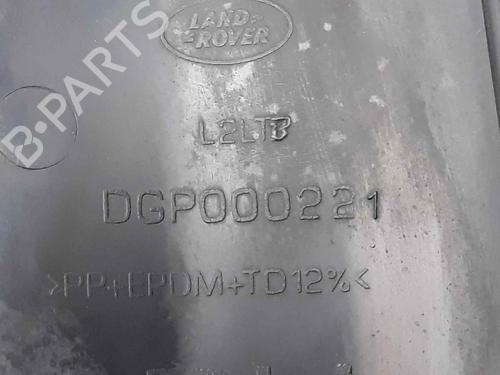 LAND-
ROVER
B-PARTS
L2LTB
DGP000221
>PP+EPDM+TD12%<